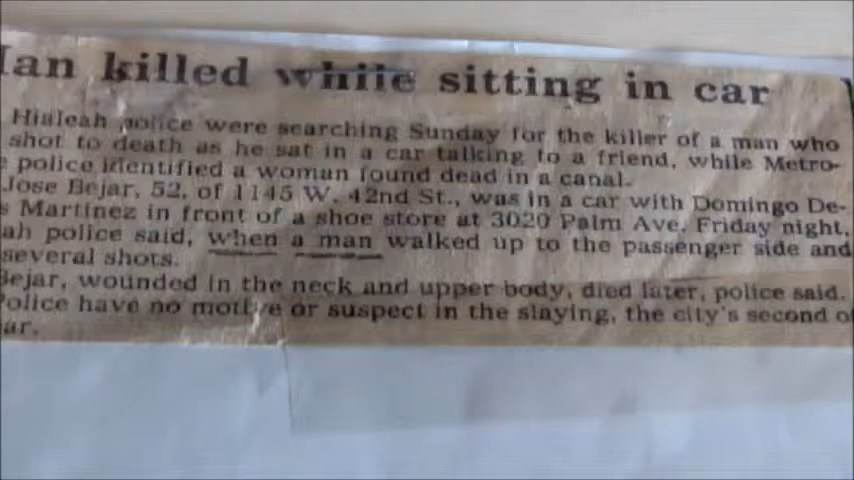 Ian killed while sitting in car
Hialeah police were searching Sunday for the killer of a man who
shot to death as he sat in a car talking to a friend, while Metro-
e police identified a woman found dead in a canal.
Jose Bejar, 52, of 1145 W. 42nd St., was in a car with Domingo De-
s Martinez in front of a shoe store at 3020 Palm Ave. Friday night,
ah police said, when a man walked up to the passenger side and
several shots.
Bejar, wounded in the neck and upper body, died later, police said.
Police have no motive or suspect in the slaying, the city's second of
ar.